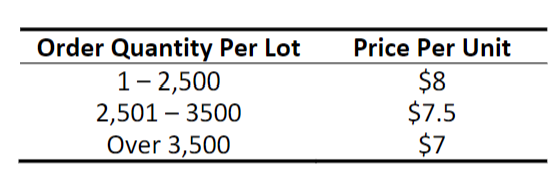 Order Quantity Per Lot Price Per Unit
1 – 2,500 $8
2,501 – 3500 $7.5
Over 3,500 $7